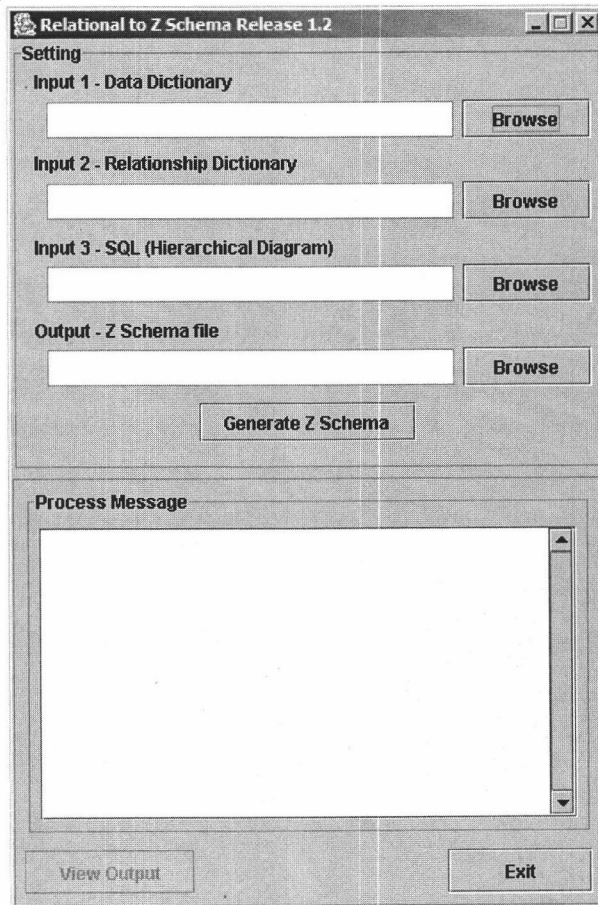 Relational to Z Schema Release 1.2
Setting
Input 1 - Data Dictionary
Browse
Input 2 - Relationship Dictionary
Browse
Input 3 - SQL (Hierarchical Diagram)
Browse
Output - Z Schema file
Browse
Generate Z Schema
Process Message
View Output
Exit